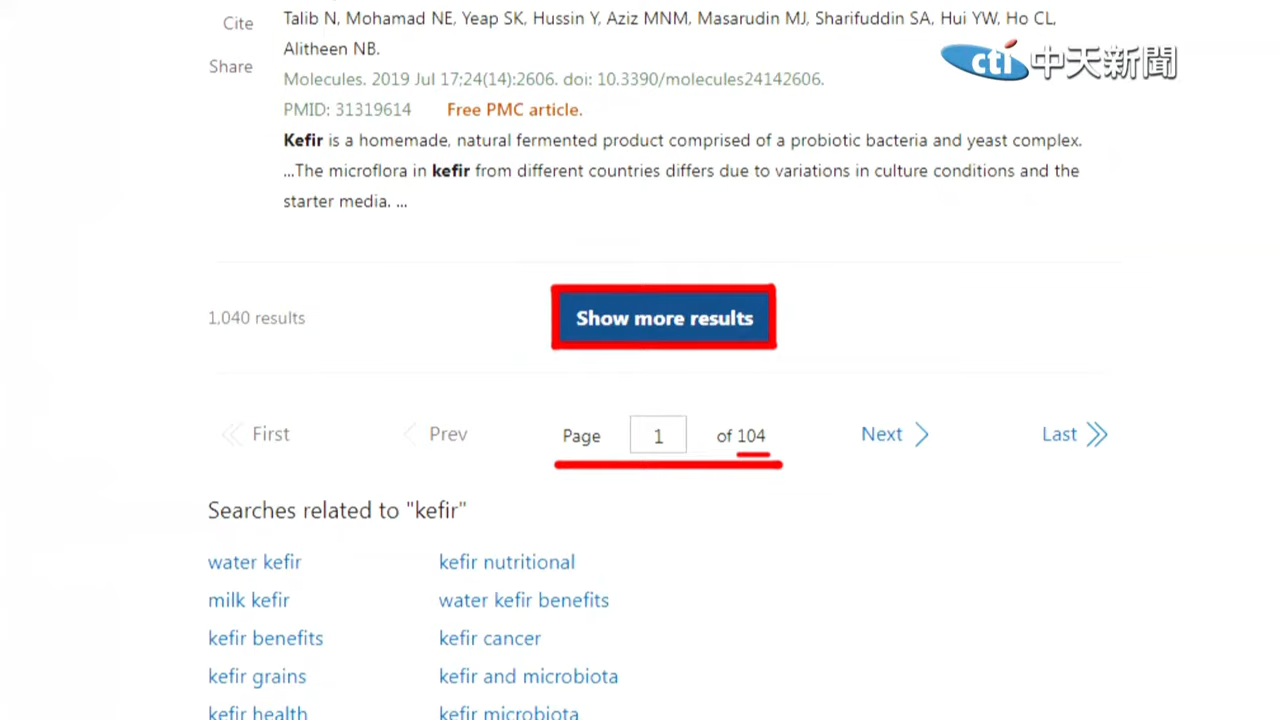 Cite
Share
Talib N, Mohamad NE, Yeap SK, Hussin Y, Aziz MNM, Masarudin MJ, Sharifuddin SA, Hui YW, Ho CL,
Alitheen NB.
cti 中天新聞
Molecules. 2019 Jul 17;24(14):2606. doi: 10.3390/molecules24142606.
PMID: 31319614 Free PMC article.
Kefir is a homemade, natural fermented product comprised of a probiotic bacteria and yeast complex.
...The microflora in kefir from different countries differs due to variations in culture conditions and the
starter media. ...
1,040 results
Show more results
First Prev Page 1 of 104 Next Last
Searches related to "kefir"
water kefir
milk kefir
kefir benefits
kefir grains
kefir health
kefir nutritional
water kefir benefits
kefir cancer
kefir and microbiota
kefir microbiota